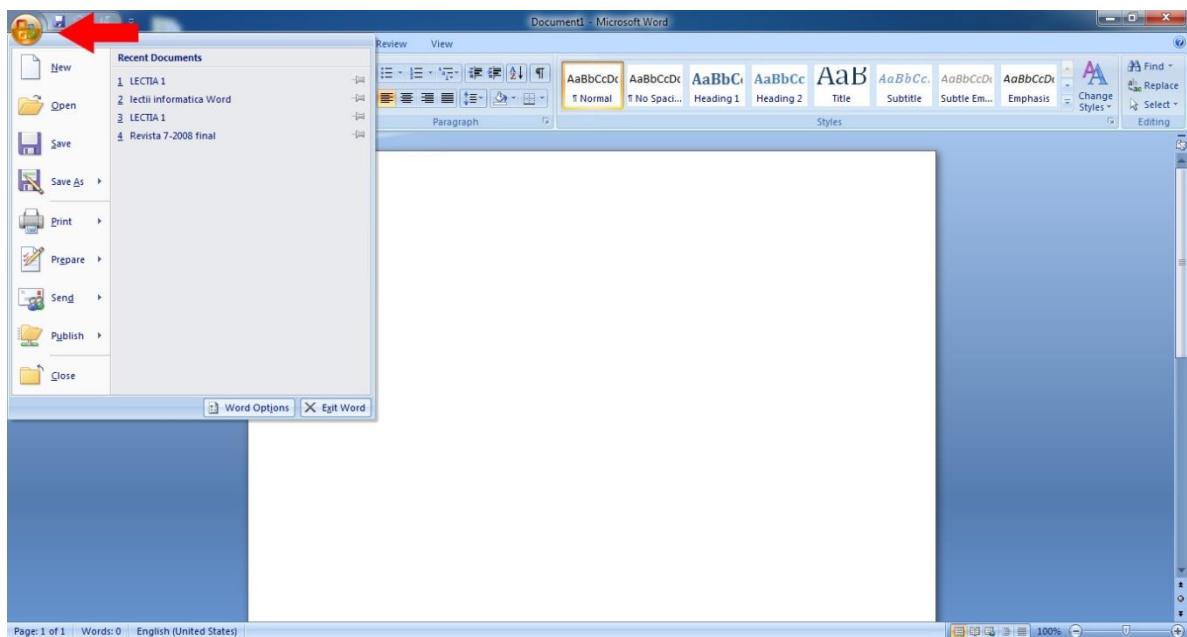 Document1 - Microsoft Word
Review View
New
Open
Save
Save As
Print
Prepare
Send
Publish
Close
Recent Documents
1 LECTIA 1
2 lectii informatica Word
3 LECTIA 1
4 Revista 7-2008 final
Word Options
Exit Word
Paragraph
AaBbCcDc AaBbCcDc AaBbC AaBbCc AaB AaBbCc. AaBbCcDc AaBbCcDc
¶ Normal ¶ No Spaci... Heading 1 Heading 2 Title Subtitle Subtle Em... Emphasis
Change
Styles
Styles
Find
Replace
Select
Editing
Page: 1 of 1 Words: 0 English (United States) 100%